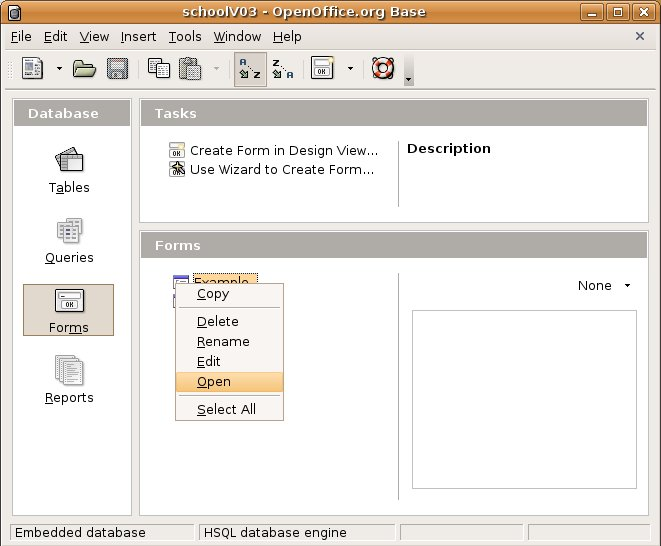 schoolV03 - OpenOffice.org Base
File Edit View Insert Tools Window Help
Database
Tables
Queries
Forms
Reports
Tasks
Create Form in Design View...
Use Wizard to Create Form...
Description
Forms
Example
Copy
Delete
Rename
Edit
Open
Select All
None
Embedded database
HSQL database engine